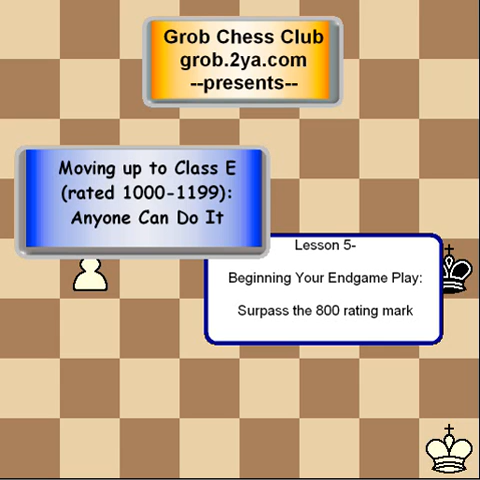 Grob Chess Club
grob.2ya.com
--presents--
Moving up to Class E
(rated 1000-1199):
Anyone Can Do It
Lesson 5-
Beginning Your Endgame Play:
Surpass the 800 rating mark